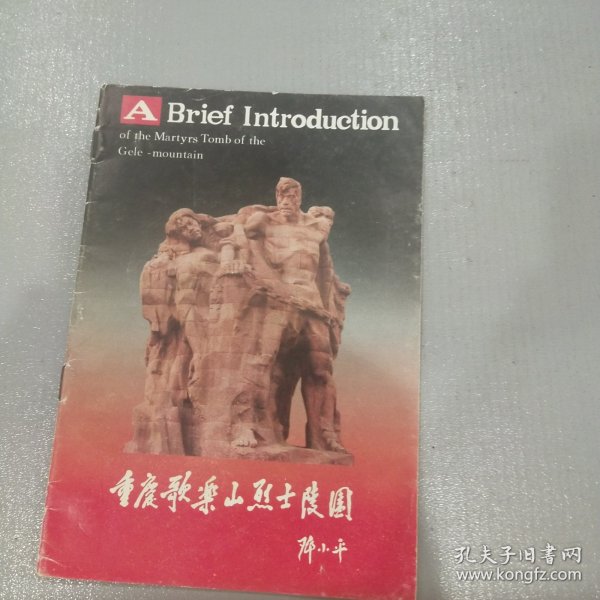 A Brief Introduction
of the Martyrs Tomb of the
Gele -mountain
重庆歌乐山烈士陵园
邓小平
孔夫子旧书网
www.kongfz.com